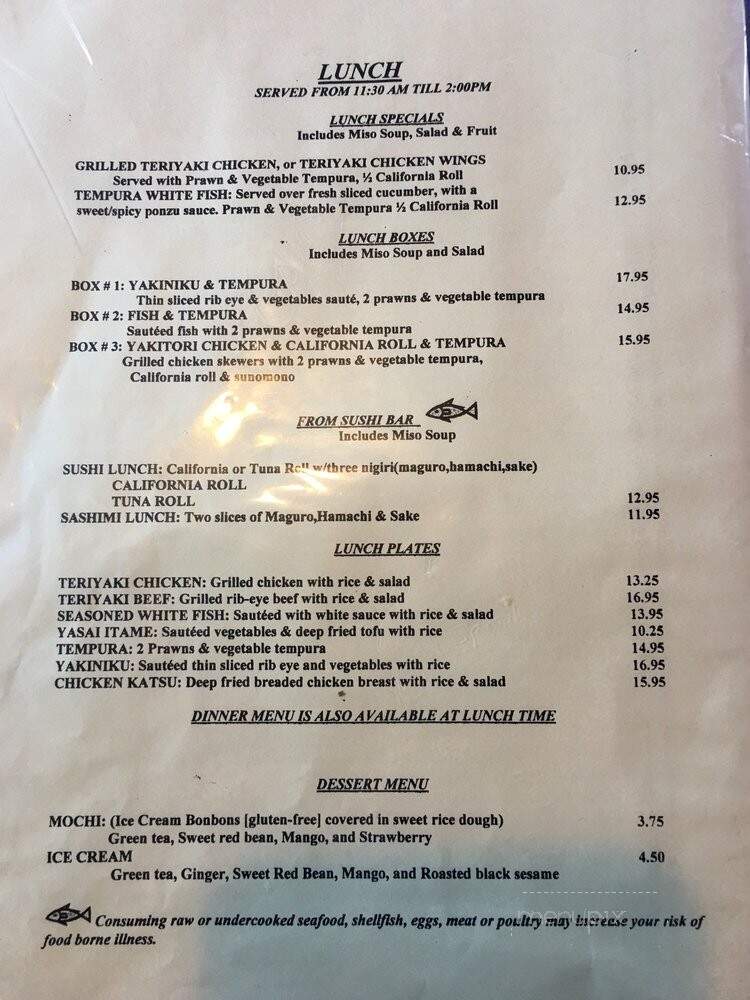 LUNCH
SERVED FROM 11:30 AM TILL 2:00PM
LUNCH SPECIALS
Includes Miso Soup, Salad & Fruit
GRILLED TERIYAKI CHICKEN, or TERIYAKI CHICKEN WINGS 10.95
Served with Prawn & Vegetable Tempura, ½ California Roll
TEMPURA WHITE FISH: Served over fresh sliced cucumber, with a 12.95
sweet/spicy ponzu sauce. Prawn & Vegetable Tempura ½ California Roll
LUNCH BOXES
Includes Miso Soup and Salad
BOX # 1: YAKINIKU & TEMPURA 17.95
Thin sliced rib eye & vegetables sauté, 2 prawns & vegetable tempura
BOX # 2: FISH & TEMPURA 14.95
Sautéed fish with 2 prawns & vegetable tempura
BOX # 3: YAKITORI CHICKEN & CALIFORNIA ROLL & TEMPURA 15.95
Grilled chicken skewers with 2 prawns & vegetable tempura,
California roll & sunomono
FROM SUSHI BAR
Includes Miso Soup
SUSHI LUNCH: California or Tuna Roll w/three nigiri(maguro,hamachi,sake)
CALIFORNIA ROLL
TUNA ROLL 12.95
SASHIMI LUNCH: Two slices of Maguro,Hamachi & Sake 11.95
LUNCH PLATES
TERIYAKI CHICKEN: Grilled chicken with rice & salad 13.25
TERIYAKI BEEF: Grilled rib-eye beef with rice & salad 16.95
SEASONED WHITE FISH: Sautéed with white sauce with rice & salad 13.95
YASAI ITAME: Sautéed vegetables & deep fried tofu with rice 10.25
TEMPURA: 2 Prawns & vegetable tempura 14.95
YAKINIKU: Sautéed thin sliced rib eye and vegetables with rice 16.95
CHICKEN KATSU: Deep fried breaded chicken breast with rice & salad 15.95
DINNER MENU IS ALSO AVAILABLE AT LUNCH TIME
DESSERT MENU
MOCHI: (Ice Cream Bonbons [gluten-free] covered in sweet rice dough) 3.75
Green tea, Sweet red bean, Mango, and Strawberry
ICE CREAM 4.50
Green tea, Ginger, Sweet Red Bean, Mango, and Roasted black sesame
Consuming raw or undercooked seafood, shellfish, eggs, meat or poultry may increase your risk of
food borne illness.